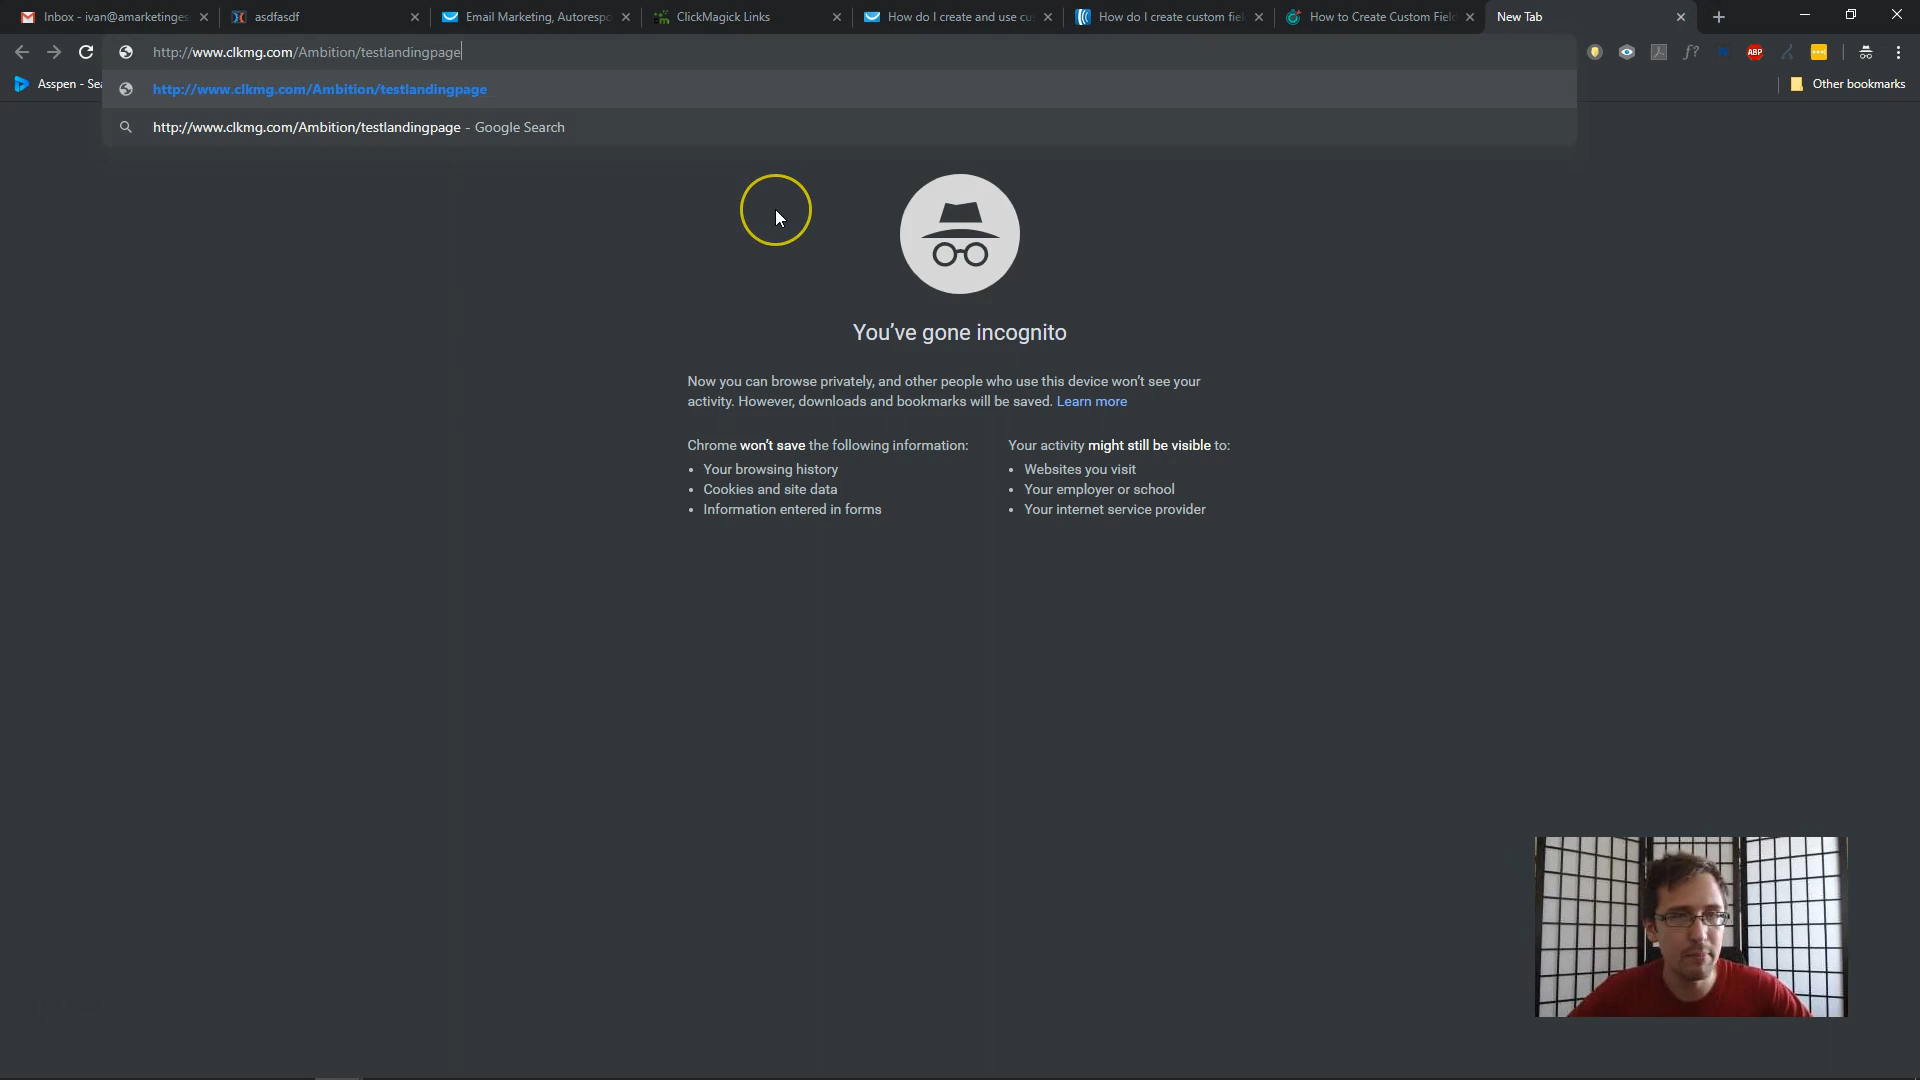 Inbox - ivan@amarketinges
asdfasdf
Email Marketing, Autorespo
ClickMagick Links
How do I create and use cu
How do I create custom fiel
How to Create Custom Field
New Tab
http://www.clkmg.com/Ambition/testlandingpage
ABP
f?
Asspen - Sea
Other bookmarks
http://www.clkmg.com/Ambition/testlandingpage
http://www.clkmg.com/Ambition/testlandingpage - Google Search
You've gone incognito
Now you can browse privately, and other people who use this device won't see your
activity. However, downloads and bookmarks will be saved. Learn more
Chrome won't save the following information:
• Your browsing history
• Cookies and site data
• Information entered in forms
Your activity might still be visible to:
• Websites you visit
• Your employer or school
• Your internet service provider